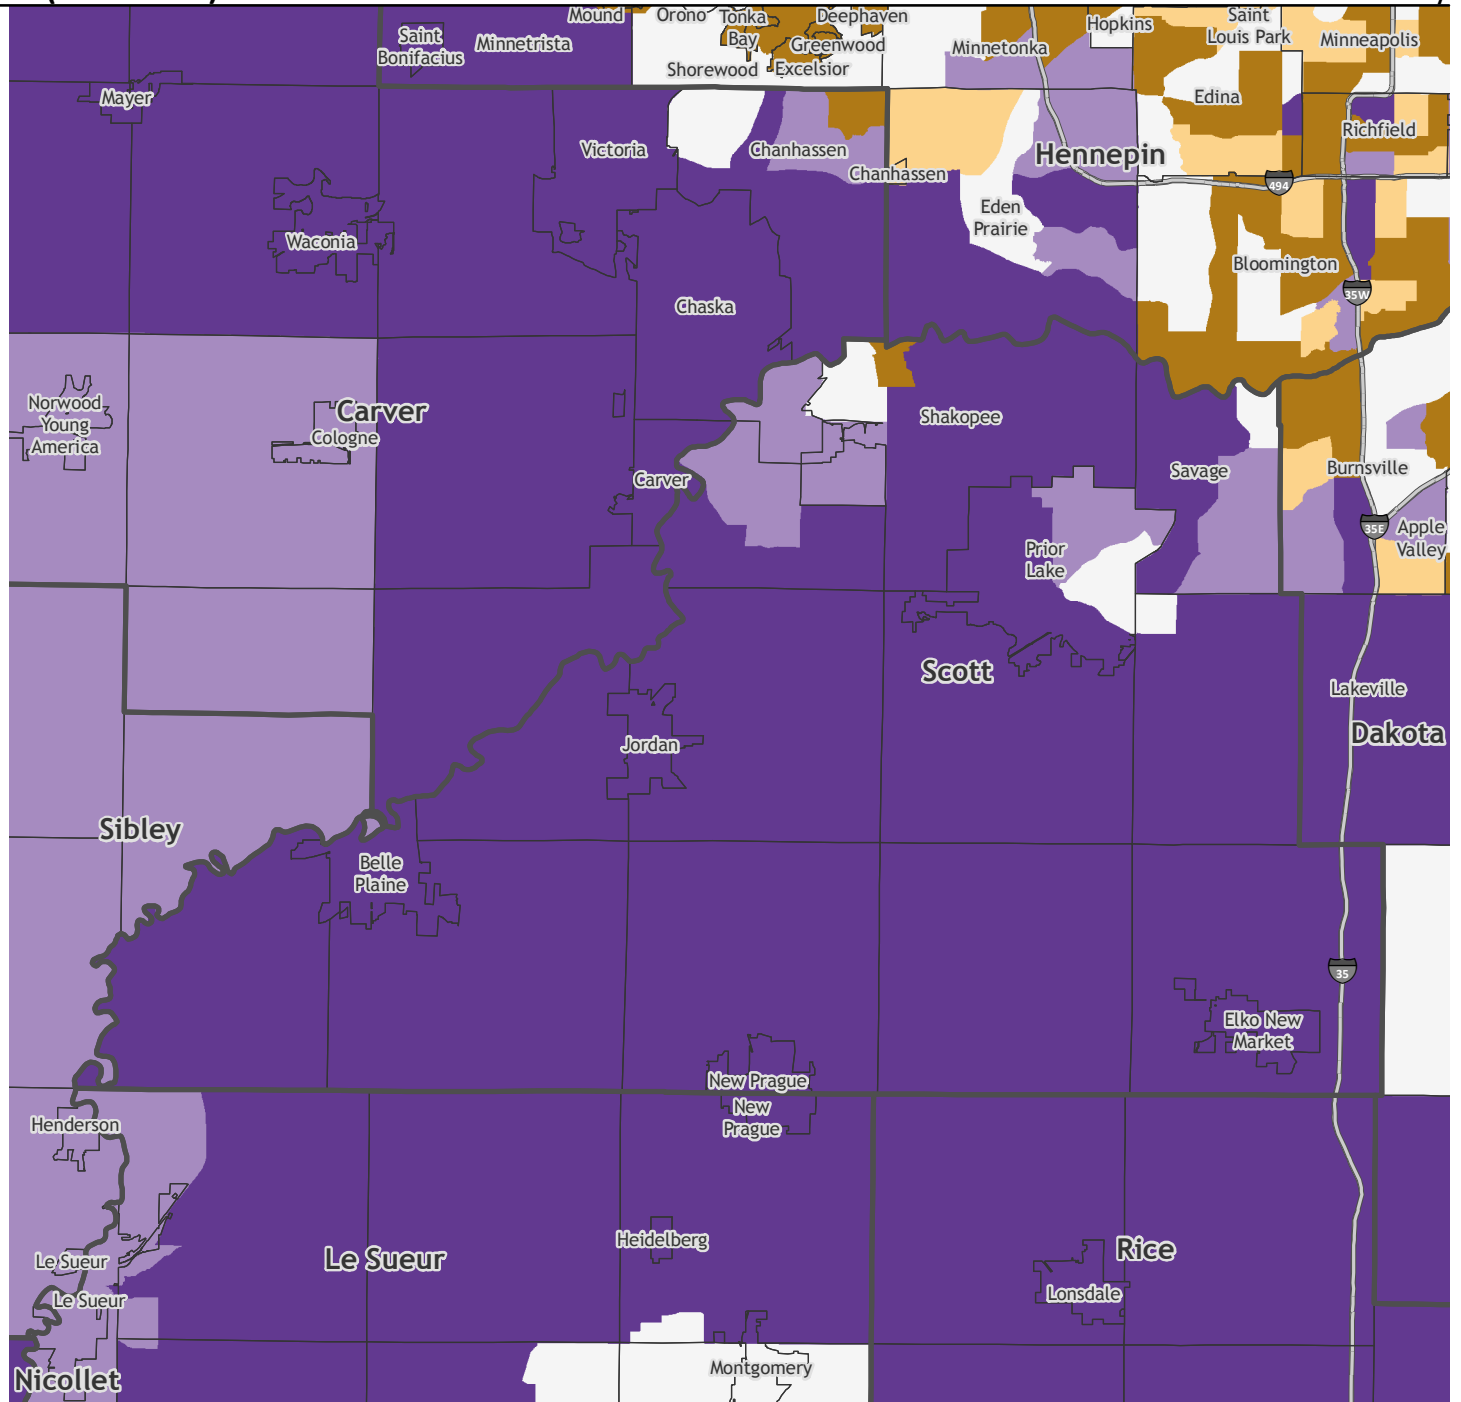 Mound
Orono
Tonka
Bay
Deephaven
Greenwood
Shorewood
Excelsior
Saint
Bonifacius
Minnetrista
Minnetonka
Hopkins
Saint
Louis Park
Minneapolis
Edina
Richfield
Mayer
Victoria
Chanhassen
Chanhassen
Hennepin
494
Eden
Prairie
Waconia
Bloomington
35W
Chaska
Norwood
Young
America
Carver
Cologne
Shakopee
Carver
Savage
Burnsville
35E
Apple
Valley
Prior
Lake
Scott
Lakeville
Dakota
Jordan
Sibley
Belle
Plaine
35
Elko New
Market
New Prague
New
Prague
Henderson
Heidelberg
Le Sueur
Rice
Le Sueur
Le Sueur
Lonsdale
Montgomery
Nicollet